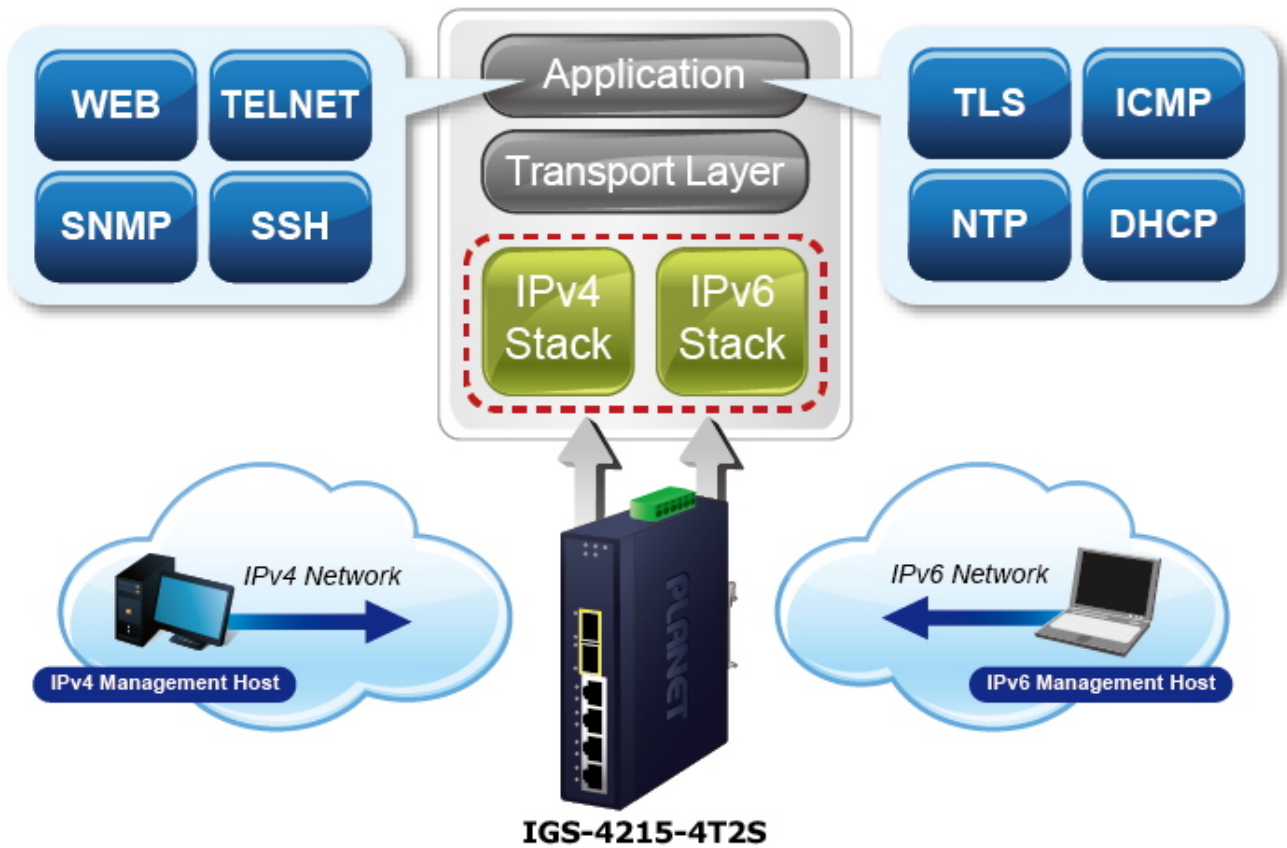 WEB
TELNET
SNMP
SSH
Application
Transport Layer
IPv4
Stack
IPv6
Stack
TLS
ICMP
NTP
DHCP
IPv4 Network
IPv4 Management Host
PLANET
IPv6 Network
IPv6 Management Host
IGS-4215-4T2S